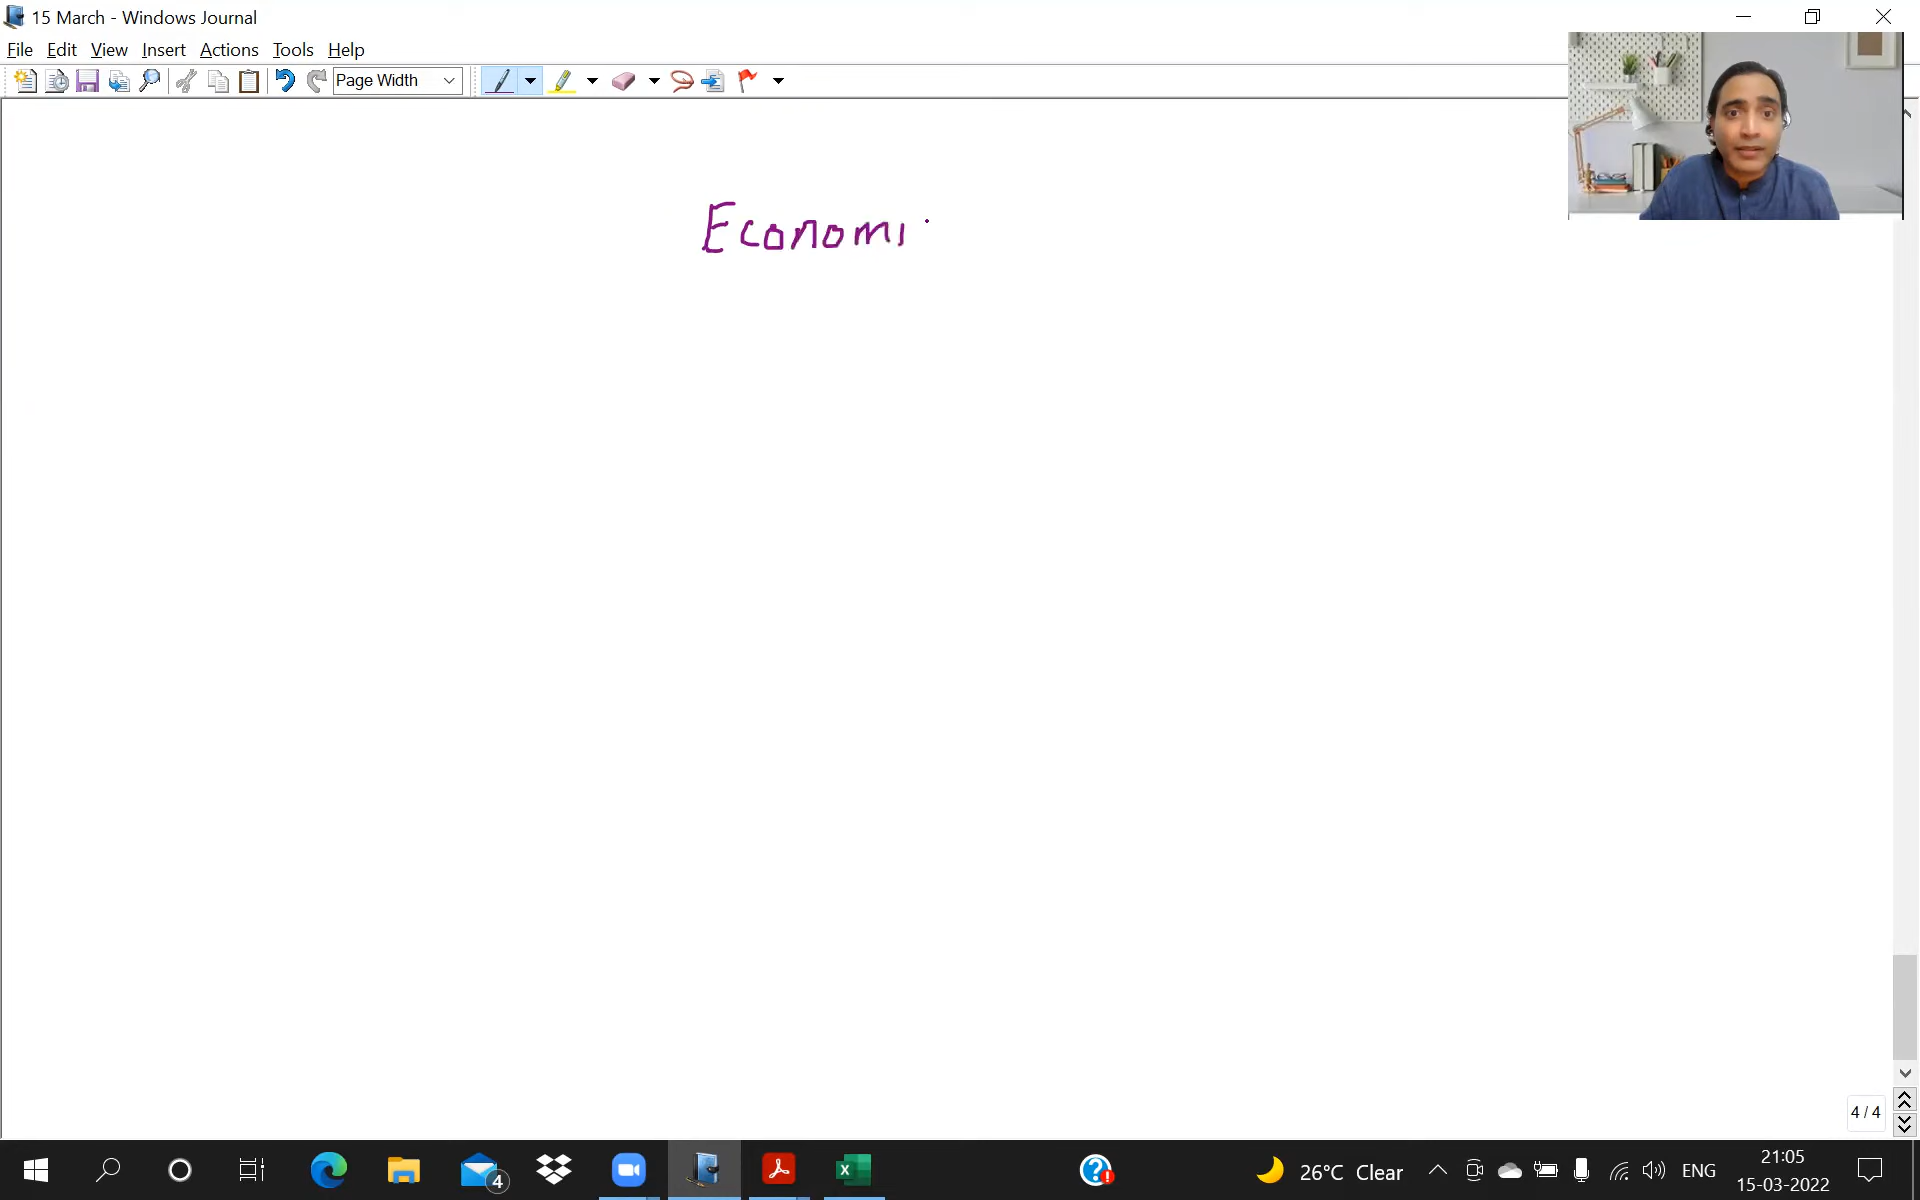 15 March - Windows Journal
File Edit View Insert Actions Tools Help
Page Width
Economi
4 / 4
4
26°C Clear
ENG
21:05
15-03-2022